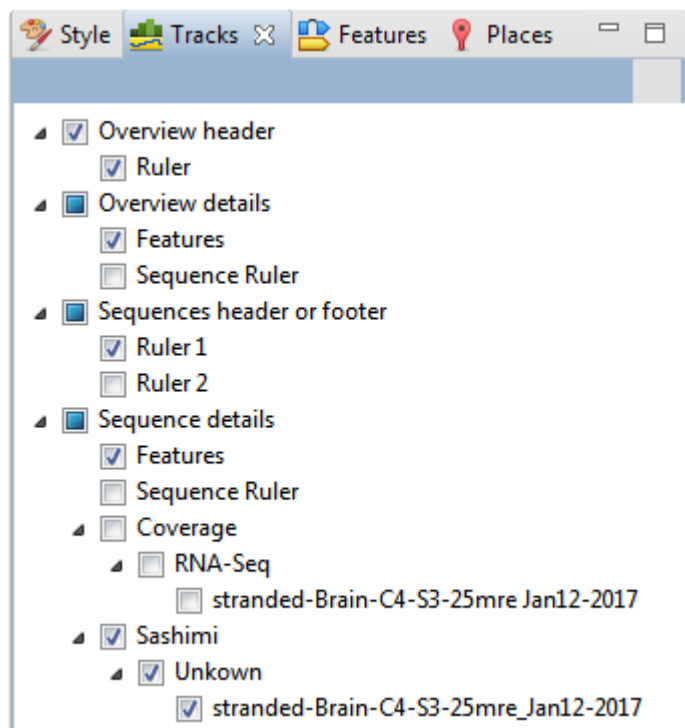 Style Tracks Features Places
Overview header
Ruler
Overview details
Features
Sequence Ruler
Sequences header or footer
Ruler 1
Ruler 2
Sequence details
Features
Sequence Ruler
Coverage
RNA-Seq
stranded-Brain-C4-S3-25mre Jan12-2017
Sashimi
Unkown
stranded-Brain-C4-S3-25mre_Jan12-2017